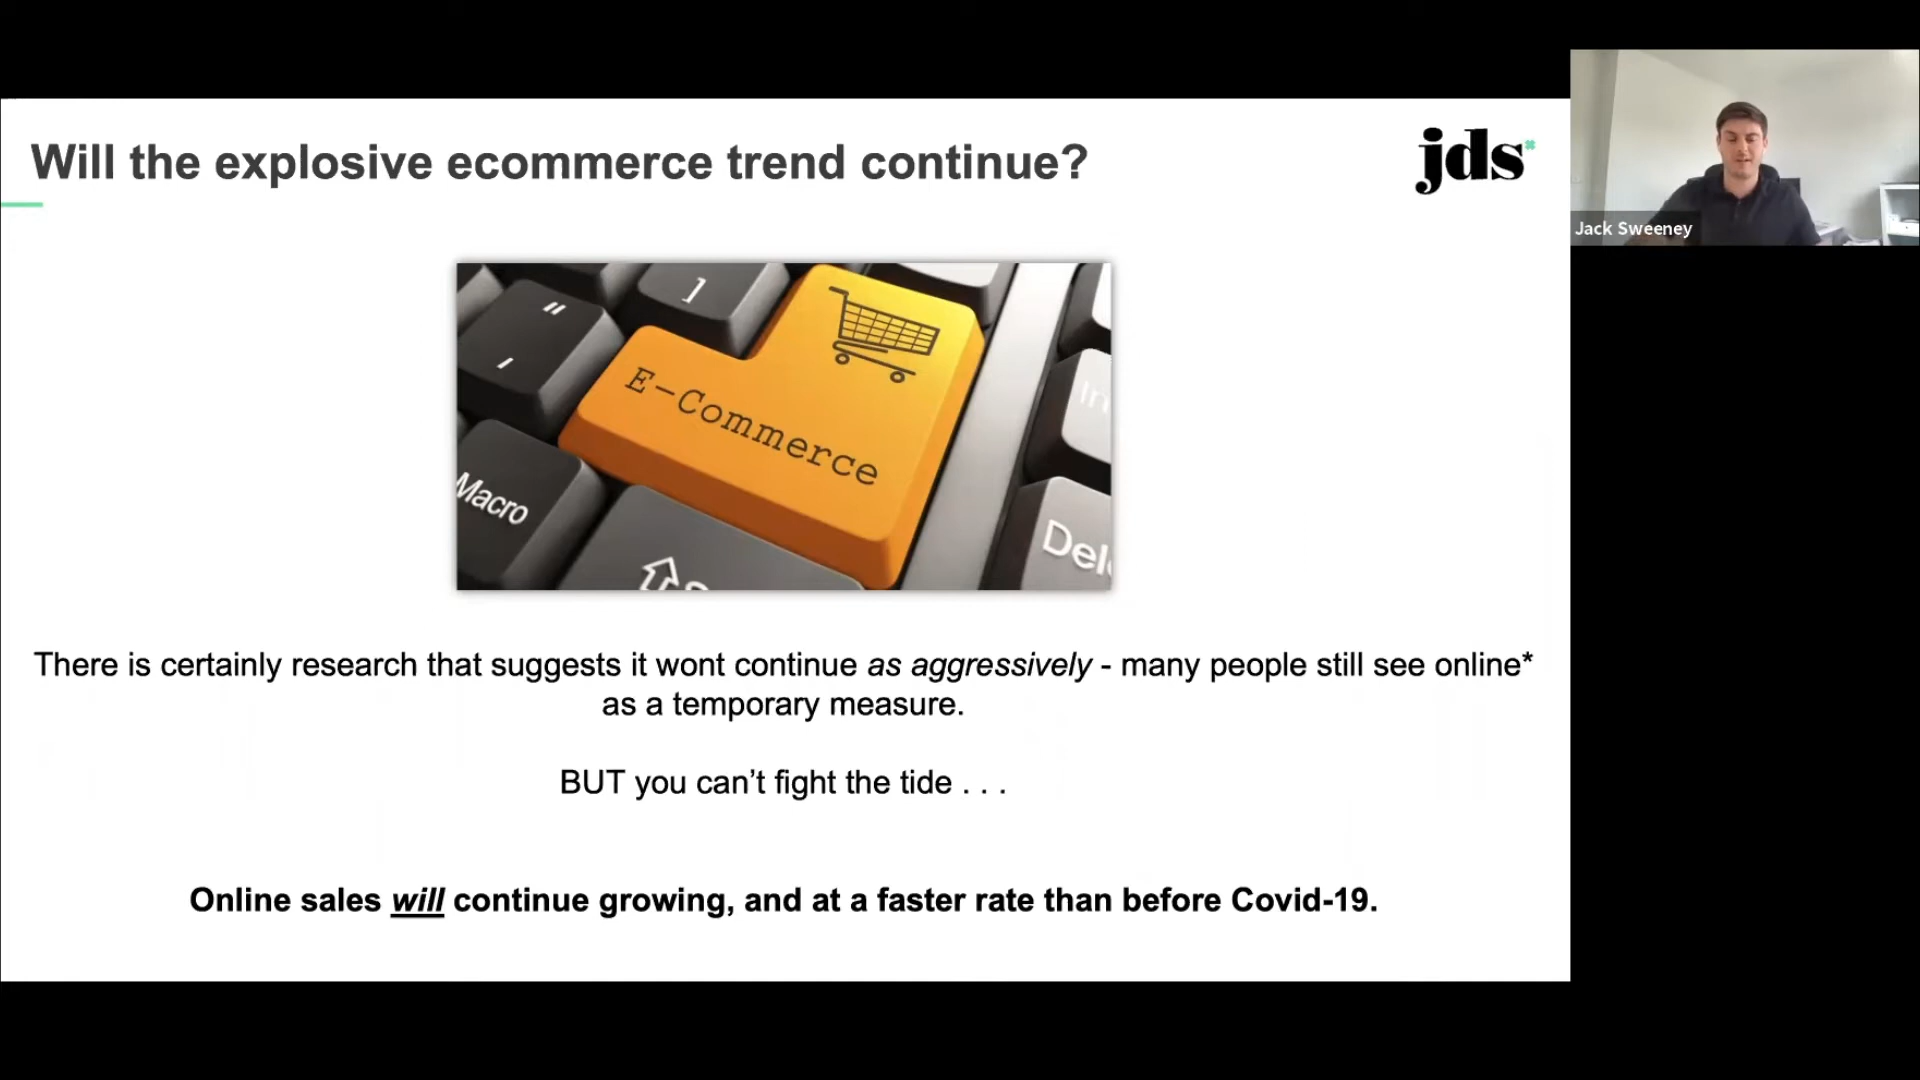 Will the explosive ecommerce trend continue?
jds
Jack Sweeney
"
'
1
E-Commerce
Macro
In
Del
There is certainly research that suggests it wont continue as aggressively - many people still see online*
as a temporary measure.
BUT you can’t fight the tide . . .
Online sales will continue growing, and at a faster rate than before Covid-19.